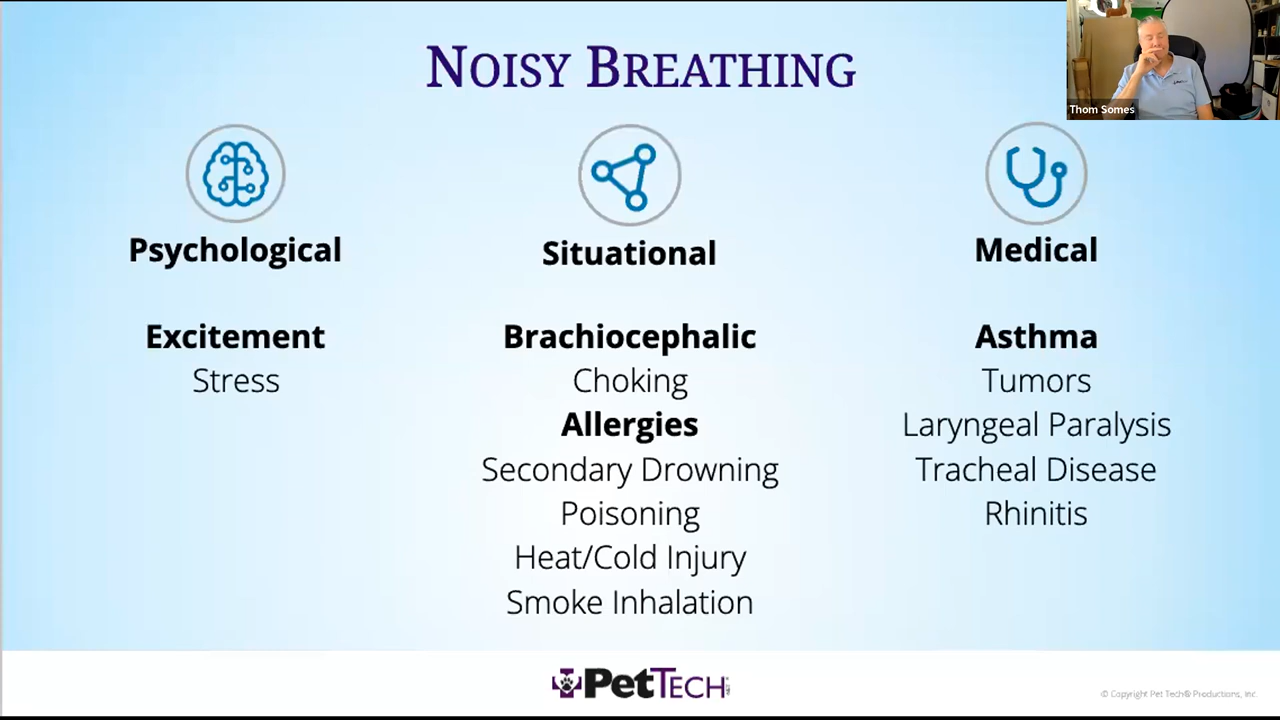 NOISY BREATHING
Thom Somes
Psychological
Excitement
Stress
Situational
Brachiocephalic
Choking
Allergies
Secondary Drowning
Poisoning
Heat/Cold Injury
Smoke Inhalation
Medical
Asthma
Tumors
Laryngeal Paralysis
Tracheal Disease
Rhinitis
PetTECH
© Copyright Pet Tech® Productions, Inc.